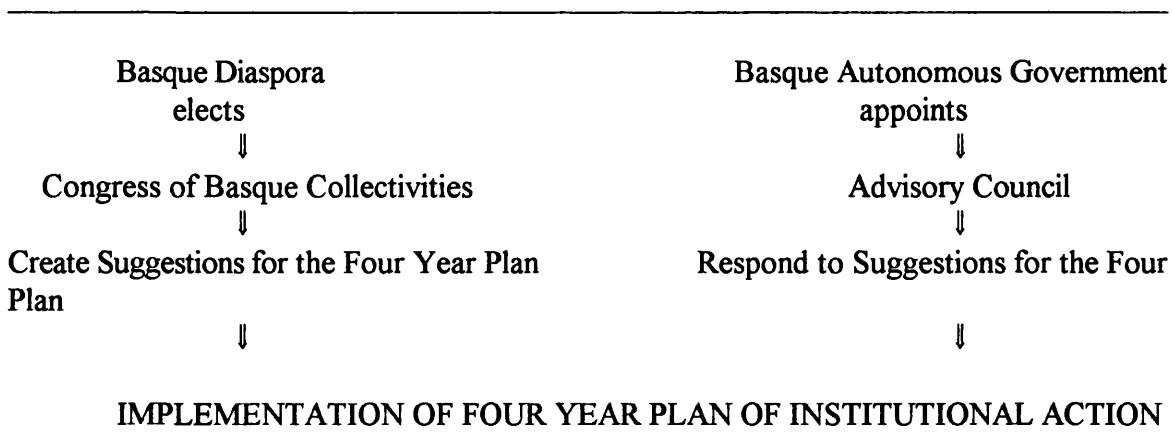 Basque Diaspora Basque Autonomous Government
elects appoints
⇓ ⇓
Congress of Basque Collectivities Advisory Council
⇓ ⇓
Create Suggestions for the Four Year Plan Respond to Suggestions for the Four
Plan
⇓ ⇓
IMPLEMENTATION OF FOUR YEAR PLAN OF INSTITUTIONAL ACTION